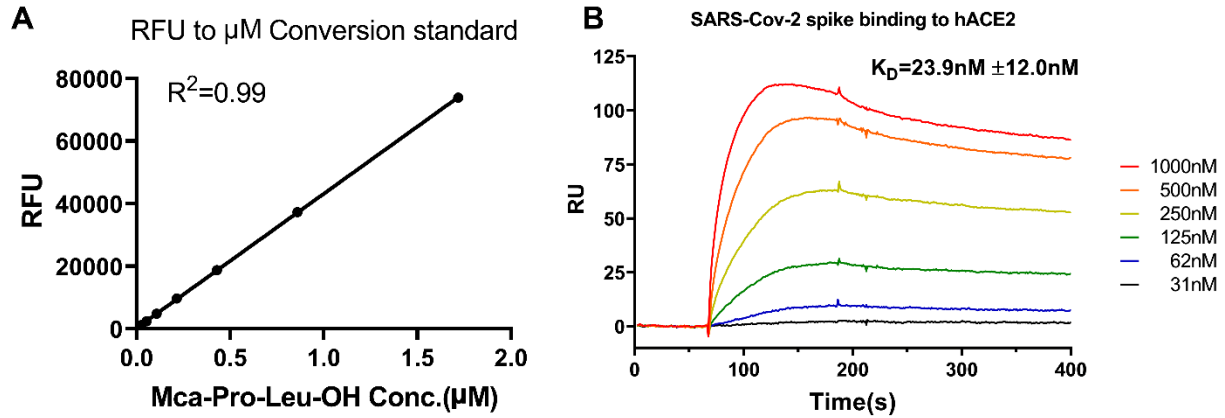 A
RFU to µM Conversion standard
R²=0.99
80000
60000
40000
20000
0
RFU
0.0
0.5
1.0
1.5
2.0
Mca-Pro-Leu-OH Conc.(µM)
B
SARS-Cov-2 spike binding to hACE2
K_D=23.9nM ±12.0nM
125
100
75
50
25
0
RU
0
100
200
300
400
Time(s)
1000nM
500nM
250nM
125nM
62nM
31nM